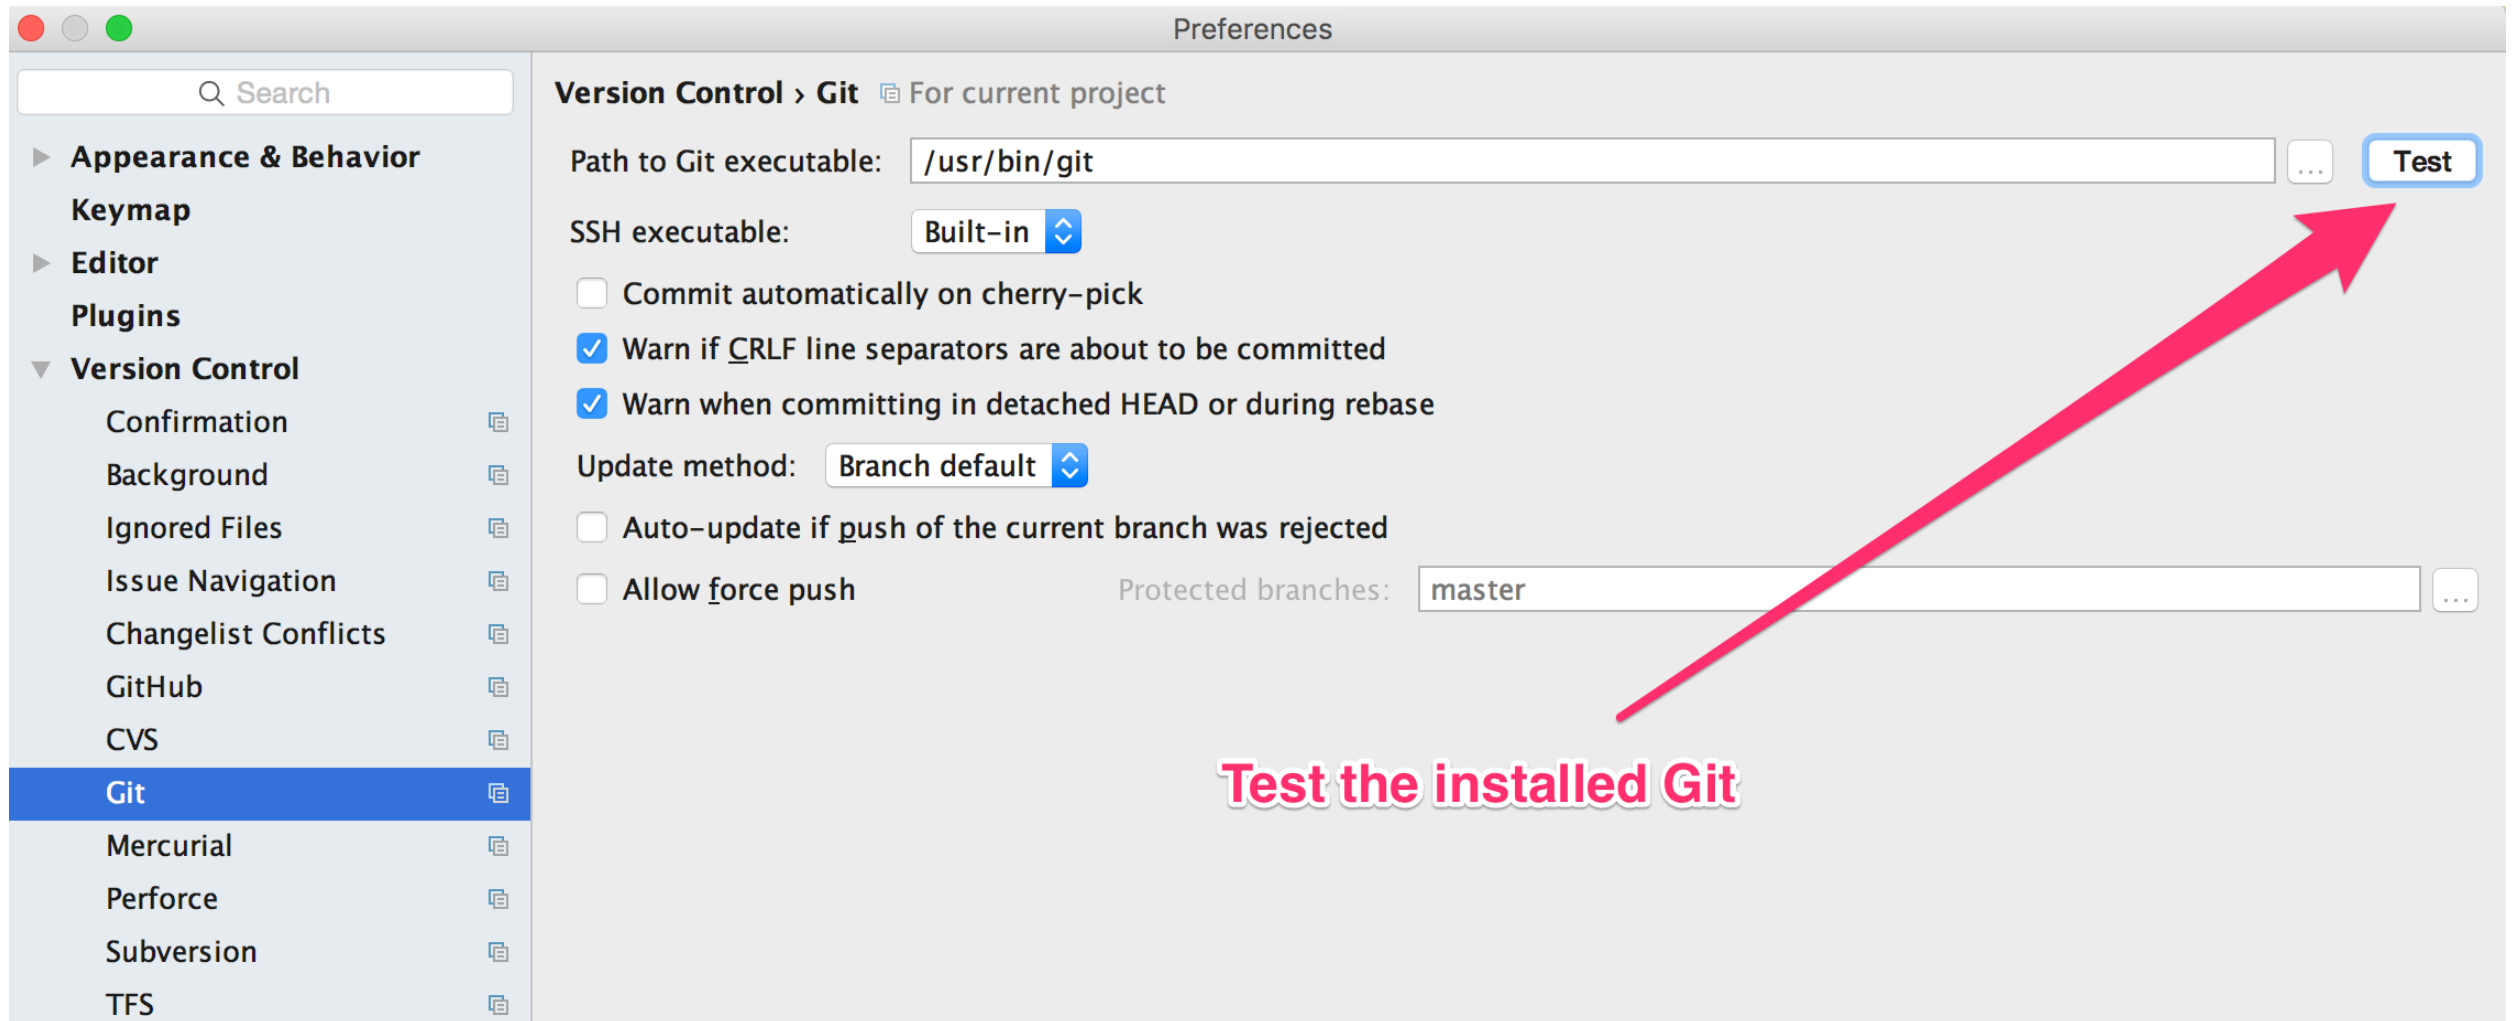 Preferences
Search
Appearance & Behavior
Keymap
Editor
Plugins
Version Control
Confirmation
Background
Ignored Files
Issue Navigation
Changelist Conflicts
GitHub
CVS
Git
Mercurial
Perforce
Subversion
TFS
Version Control › Git For current project
Path to Git executable: /usr/bin/git ... Test
SSH executable: Built-in
Commit automatically on cherry-pick
Warn if CRLF line separators are about to be committed
Warn when committing in detached HEAD or during rebase
Update method: Branch default
Auto-update if push of the current branch was rejected
Allow force push Protected branches: master ...
Test the installed Git